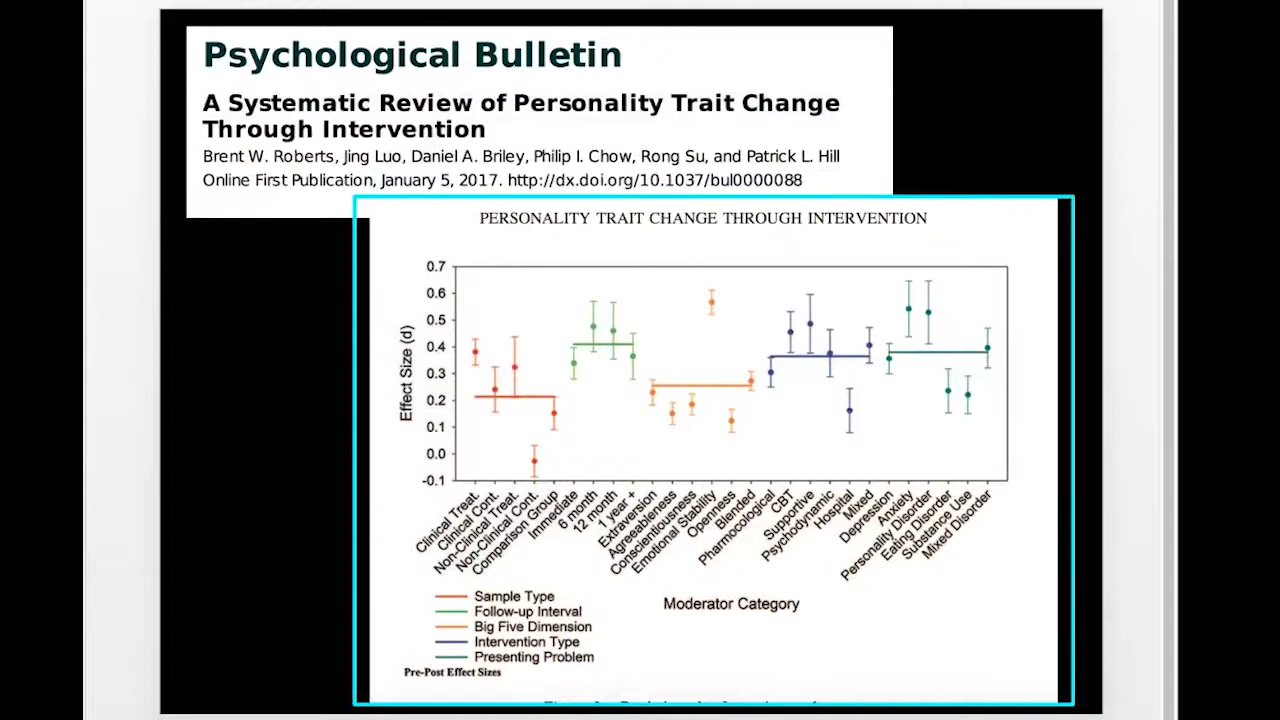 Psychological Bulletin
A Systematic Review of Personality Trait Change
Through Intervention
Brent W. Roberts, Jing Luo, Daniel A. Briley, Philip I. Chow, Rong Su, and Patrick L. Hill
Online First Publication, January 5, 2017. http://dx.doi.org/10.1037/bul0000088
PERSONALITY TRAIT CHANGE THROUGH INTERVENTION
Effect Size (d)
0.7
0.6
0.5
0.4
0.3
0.2
0.1
0.0
-0.1
Clinical Treat.
Clinical Cont.
Non-Clinical Treat.
Non-Clinical Cont.
Comparison Group
Immediate
6 month
12 month
1 year +
Extraversion
Agreeableness
Conscientiousness
Emotional Stability
Openness
Blended
Pharmocological
CBT
Supportive
Psychodynamic
Hospital
Mixed
Depression
Anxiety
Personality Disorder
Eating Disorder
Substance Use
Mixed Disorder
Moderator Category
Sample Type
Follow-up Interval
Big Five Dimension
Intervention Type
Presenting Problem
Pre-Post Effect Sizes